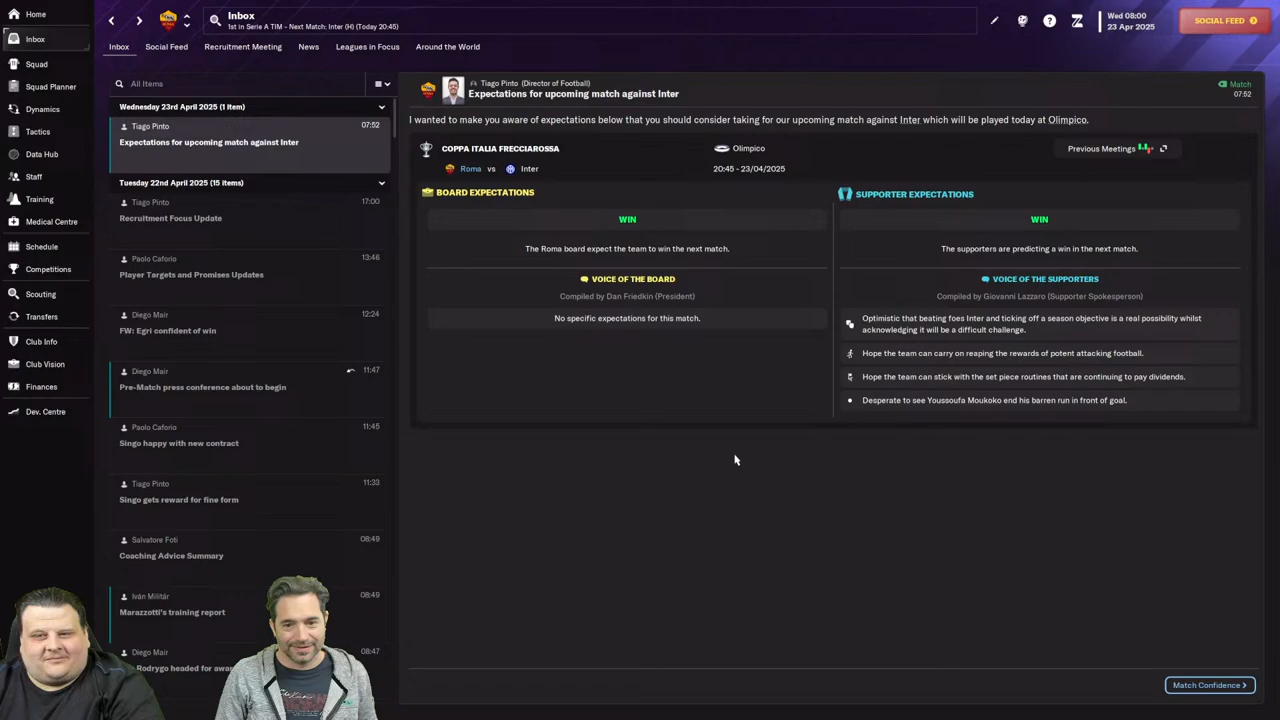 Home
Inbox
Squad
Squad Planner
Dynamics
Tactics
Data Hub
Staff
Training
Medical Centre
Schedule
Competitions
Scouting
Transfers
Club Info
Club Vision
Finances
Dev. Centre
Inbox
1st in Serie A TIM - Next Match: Inter (H) (Today 20:45)
Wed 08:00
23 Apr 2025
SOCIAL FEED
Inbox Social Feed Recruitment Meeting News Leagues in Focus Around the World
All Items
Wednesday 23rd April 2025 (1 item)
Tiago Pinto 07:52
Expectations for upcoming match against Inter
Tuesday 22nd April 2025 (15 items)
Tiago Pinto 17:00
Recruitment Focus Update
Paolo Caforio 13:46
Player Targets and Promises Updates
Diego Mair 12:24
FW: Egri confident of win
Diego Mair 11:47
Pre-Match press conference about to begin
Paolo Caforio 11:45
Singo happy with new contract
Tiago Pinto 11:33
Singo gets reward for fine form
Salvatore Foti 08:49
Coaching Advice Summary
Iván Militár 08:49
Marazzotti's training report
Diego Mair 08:47
Rodrygo headed for awar
Tiago Pinto (Director of Football)
Expectations for upcoming match against Inter
Match
07:52
I wanted to make you aware of expectations below that you should consider taking for our upcoming match against Inter which will be played today at Olimpico.
COPPA ITALIA FRECCIAROSSA
Roma vs Inter
Olimpico
20:45 - 23/04/2025
Previous Meetings
BOARD EXPECTATIONS
WIN
The Roma board expect the team to win the next match.
VOICE OF THE BOARD
Compiled by Dan Friedkin (President)
No specific expectations for this match.
SUPPORTER EXPECTATIONS
WIN
The supporters are predicting a win in the next match.
VOICE OF THE SUPPORTERS
Compiled by Giovanni Lazzaro (Supporter Spokesperson)
Optimistic that beating foes Inter and ticking off a season objective is a real possibility whilst
acknowledging it will be a difficult challenge.
Hope the team can carry on reaping the rewards of potent attacking football.
Hope the team can stick with the set piece routines that are continuing to pay dividends.
Desperate to see Youssoufa Moukoko end his barren run in front of goal.
Match Confidence >